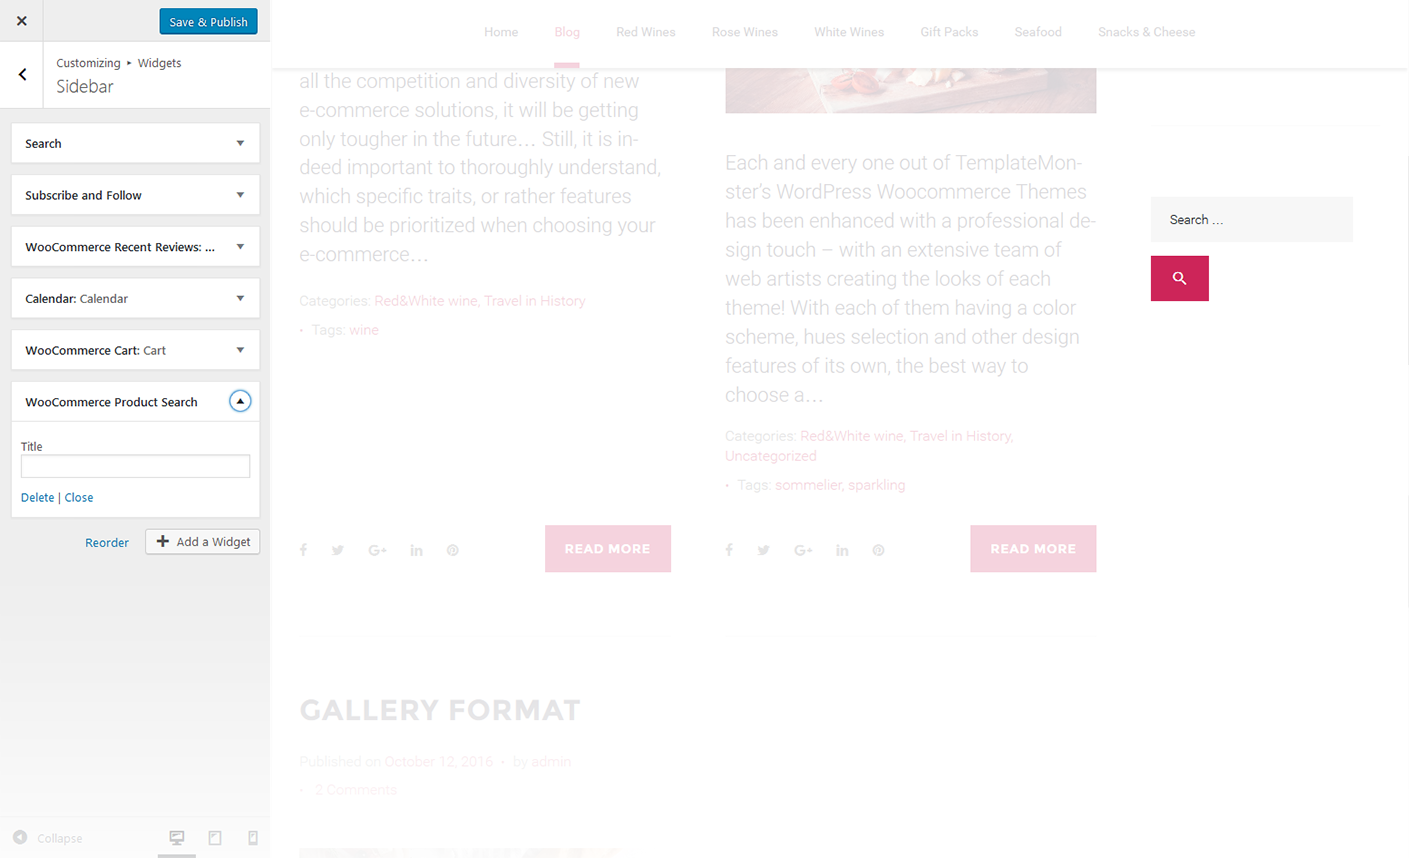 Save & Publish
Customizing ▸ Widgets
Sidebar
Search
Subscribe and Follow
WooCommerce Recent Reviews: ...
Calendar: Calendar
WooCommerce Cart: Cart
WooCommerce Product Search
Title
Delete | Close
Reorder
Add a Widget
Collapse
Home Blog Red Wines Rose Wines White Wines Gift Packs Seafood Snacks & Cheese
all the competition and diversity of new
e-commerce solutions, it will be getting
only tougher in the future… Still, it is in-
deed important to thoroughly understand,
which specific traits, or rather features
should be prioritized when choosing your
e-commerce…
Categories: Red&White wine, Travel in History
• Tags: wine
READ MORE
Each and every one out of TemplateMon-
ster’s WordPress Woocommerce Themes
has been enhanced with a professional de-
sign touch – with an extensive team of
web artists creating the looks of each
theme! With each of them having a color
scheme, hues selection and other design
features of its own, the best way to
choose a…
Categories: Red&White wine, Travel in History,
Uncategorized
• Tags: sommelier, sparkling
READ MORE
Search …
GALLERY FORMAT
Published on October 12, 2016 • by admin
• 2 Comments